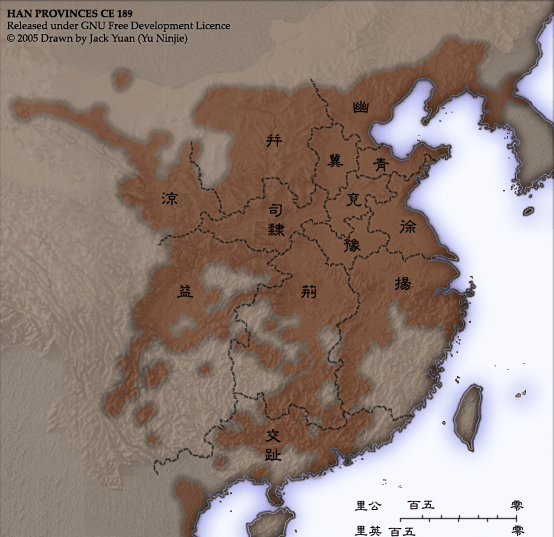 HAN PROVINCES CE 189
Released under GNU Free Development Licence
© 2005 Drawn by Jack Yuan (Yu Ninjie)
幽
幷
冀
青
涼
司
隸
兗
徐
豫
益
荊
揚
交
趾
里公 百五 零
里英 百五 零